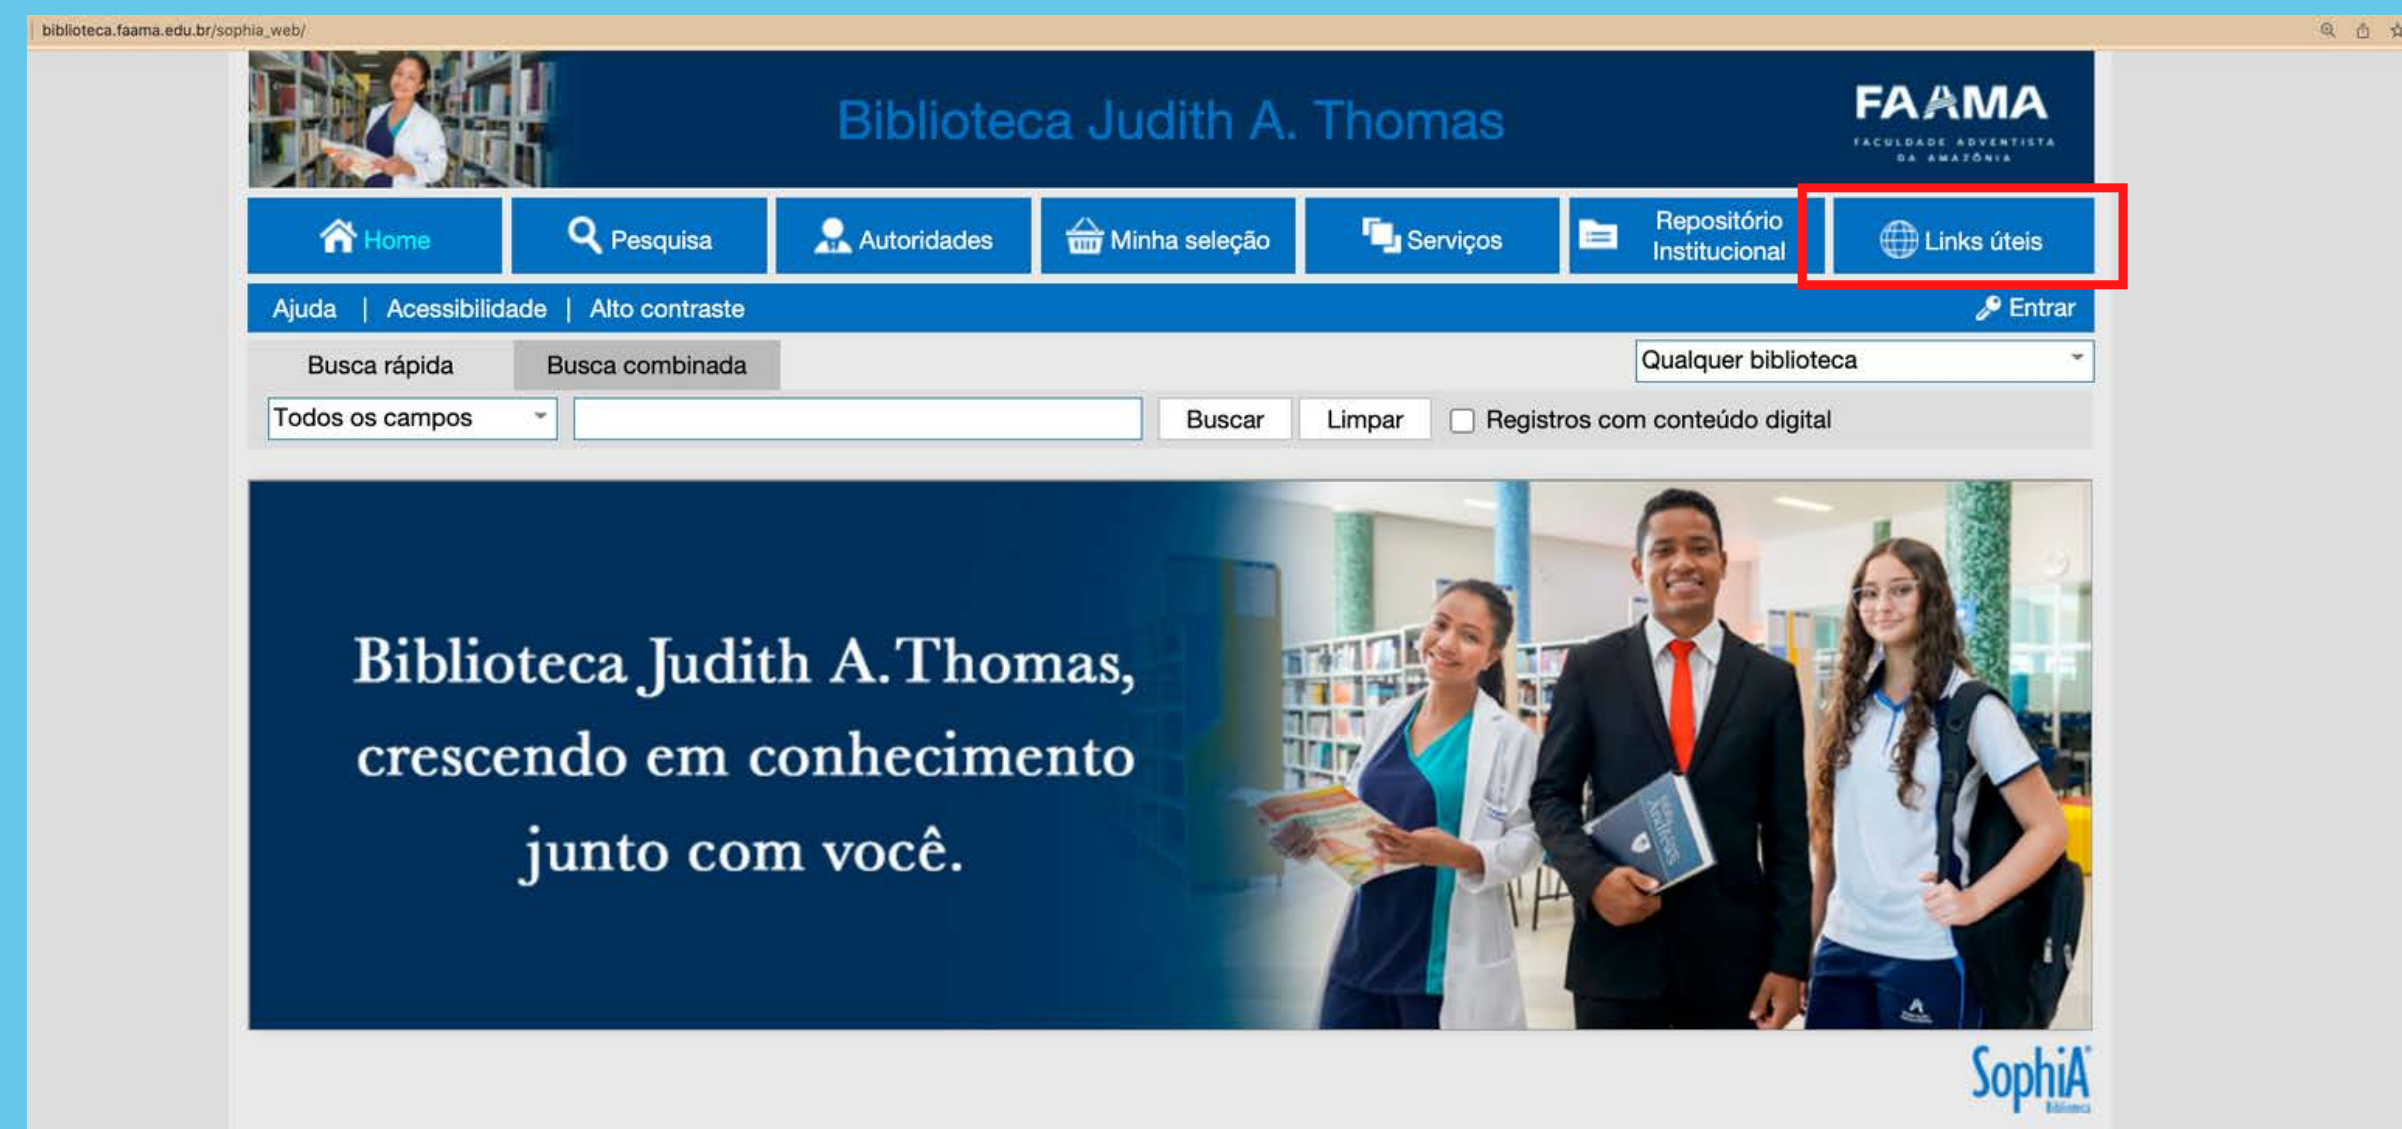 biblioteca.faama.edu.br/sophia_web/
Biblioteca Judith A. Thomas
FAAMA
FACULDADE ADVENTISTA
DA AMAZÔNIA
Home
Pesquisa
Autoridades
Minha seleção
Serviços
Repositório
Institucional
Links úteis
Ajuda | Acessibilidade | Alto contraste
Entrar
Busca rápida
Busca combinada
Qualquer biblioteca
Todos os campos
Buscar
Limpar
Registros com conteúdo digital
Biblioteca Judith A. Thomas,
crescendo em conhecimento
junto com você.
Andrews
SophiA
Biblioteca